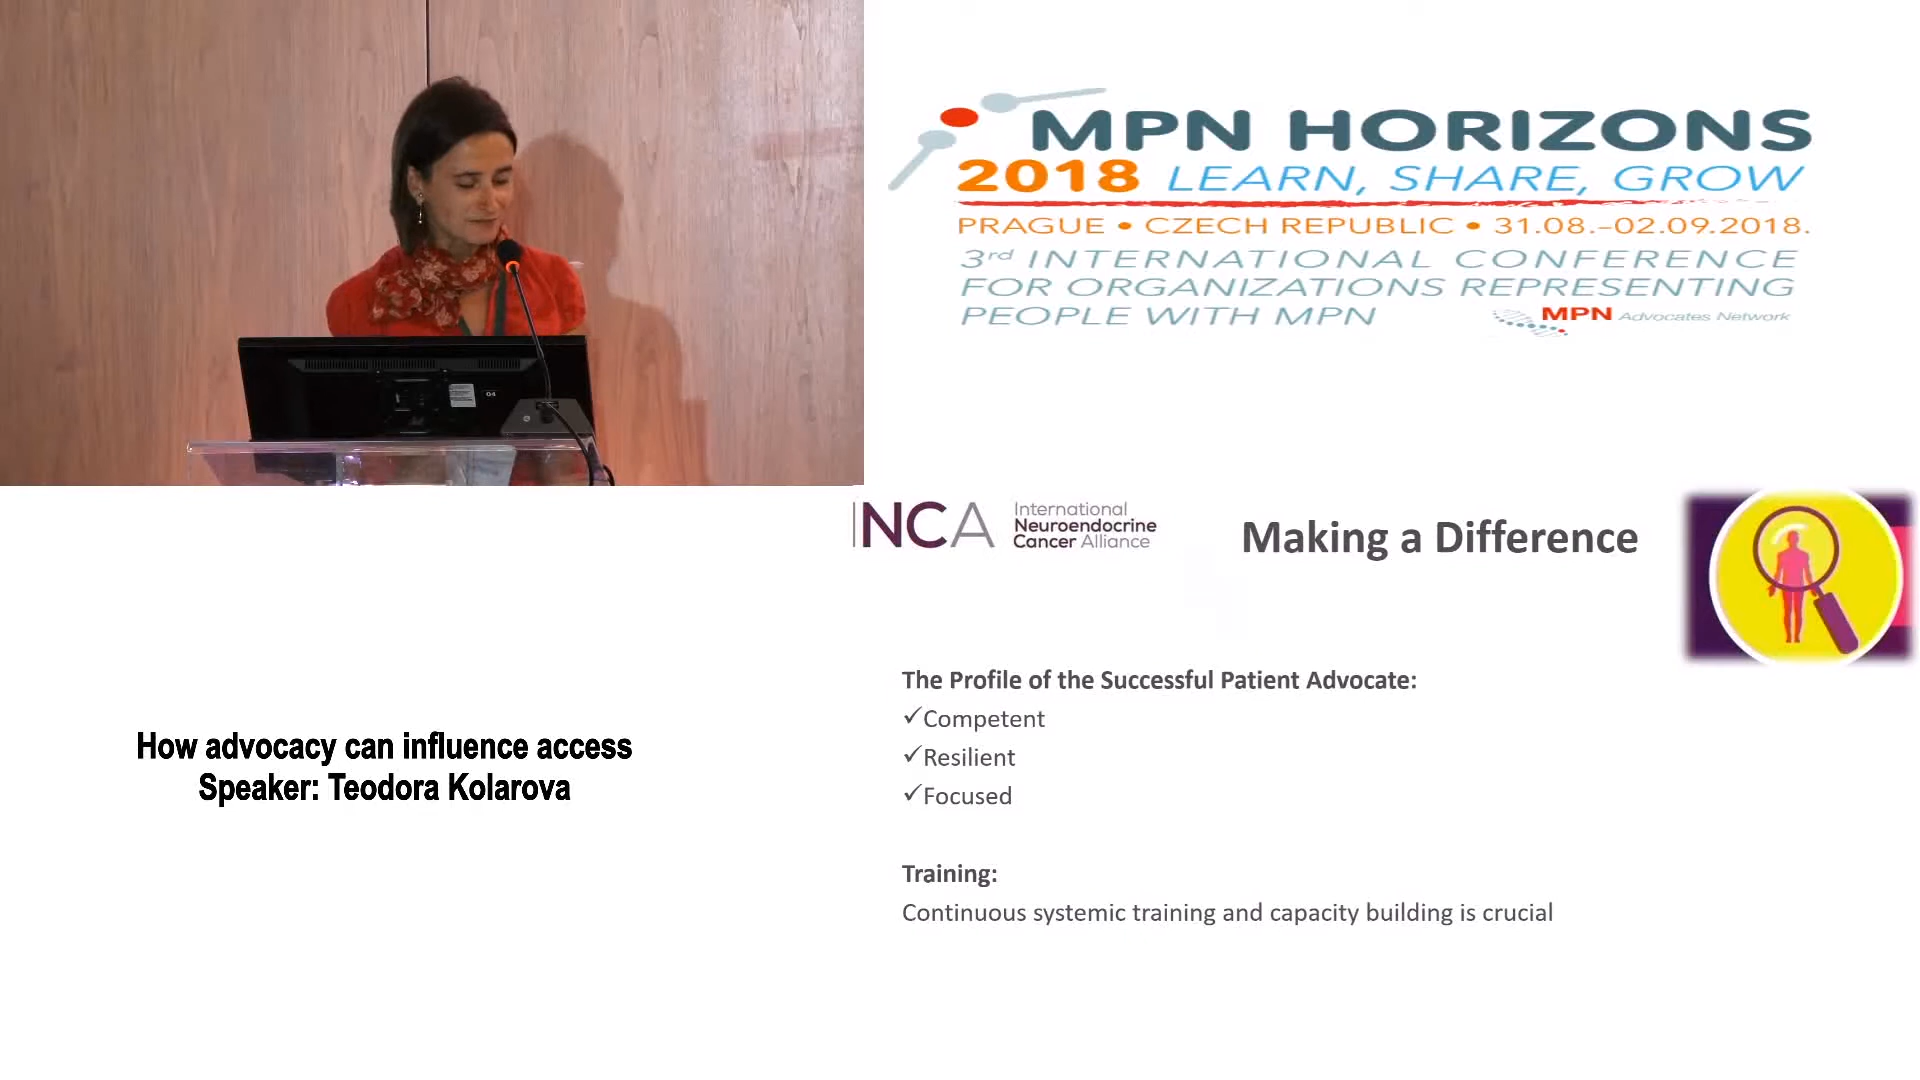 MPN HORIZONS
2018 LEARN, SHARE, GROW
PRAGUE • CZECH REPUBLIC • 31.08.–02.09.2018.
3rd INTERNATIONAL CONFERENCE
FOR ORGANIZATIONS REPRESENTING
PEOPLE WITH MPN
MPN Advocates Network
INCA
International
Neuroendocrine
Cancer Alliance
Making a Difference
The Profile of the Successful Patient Advocate:
✓Competent
✓Resilient
✓Focused
Training:
Continuous systemic training and capacity building is crucial
How advocacy can influence access
Speaker: Teodora Kolarova
04